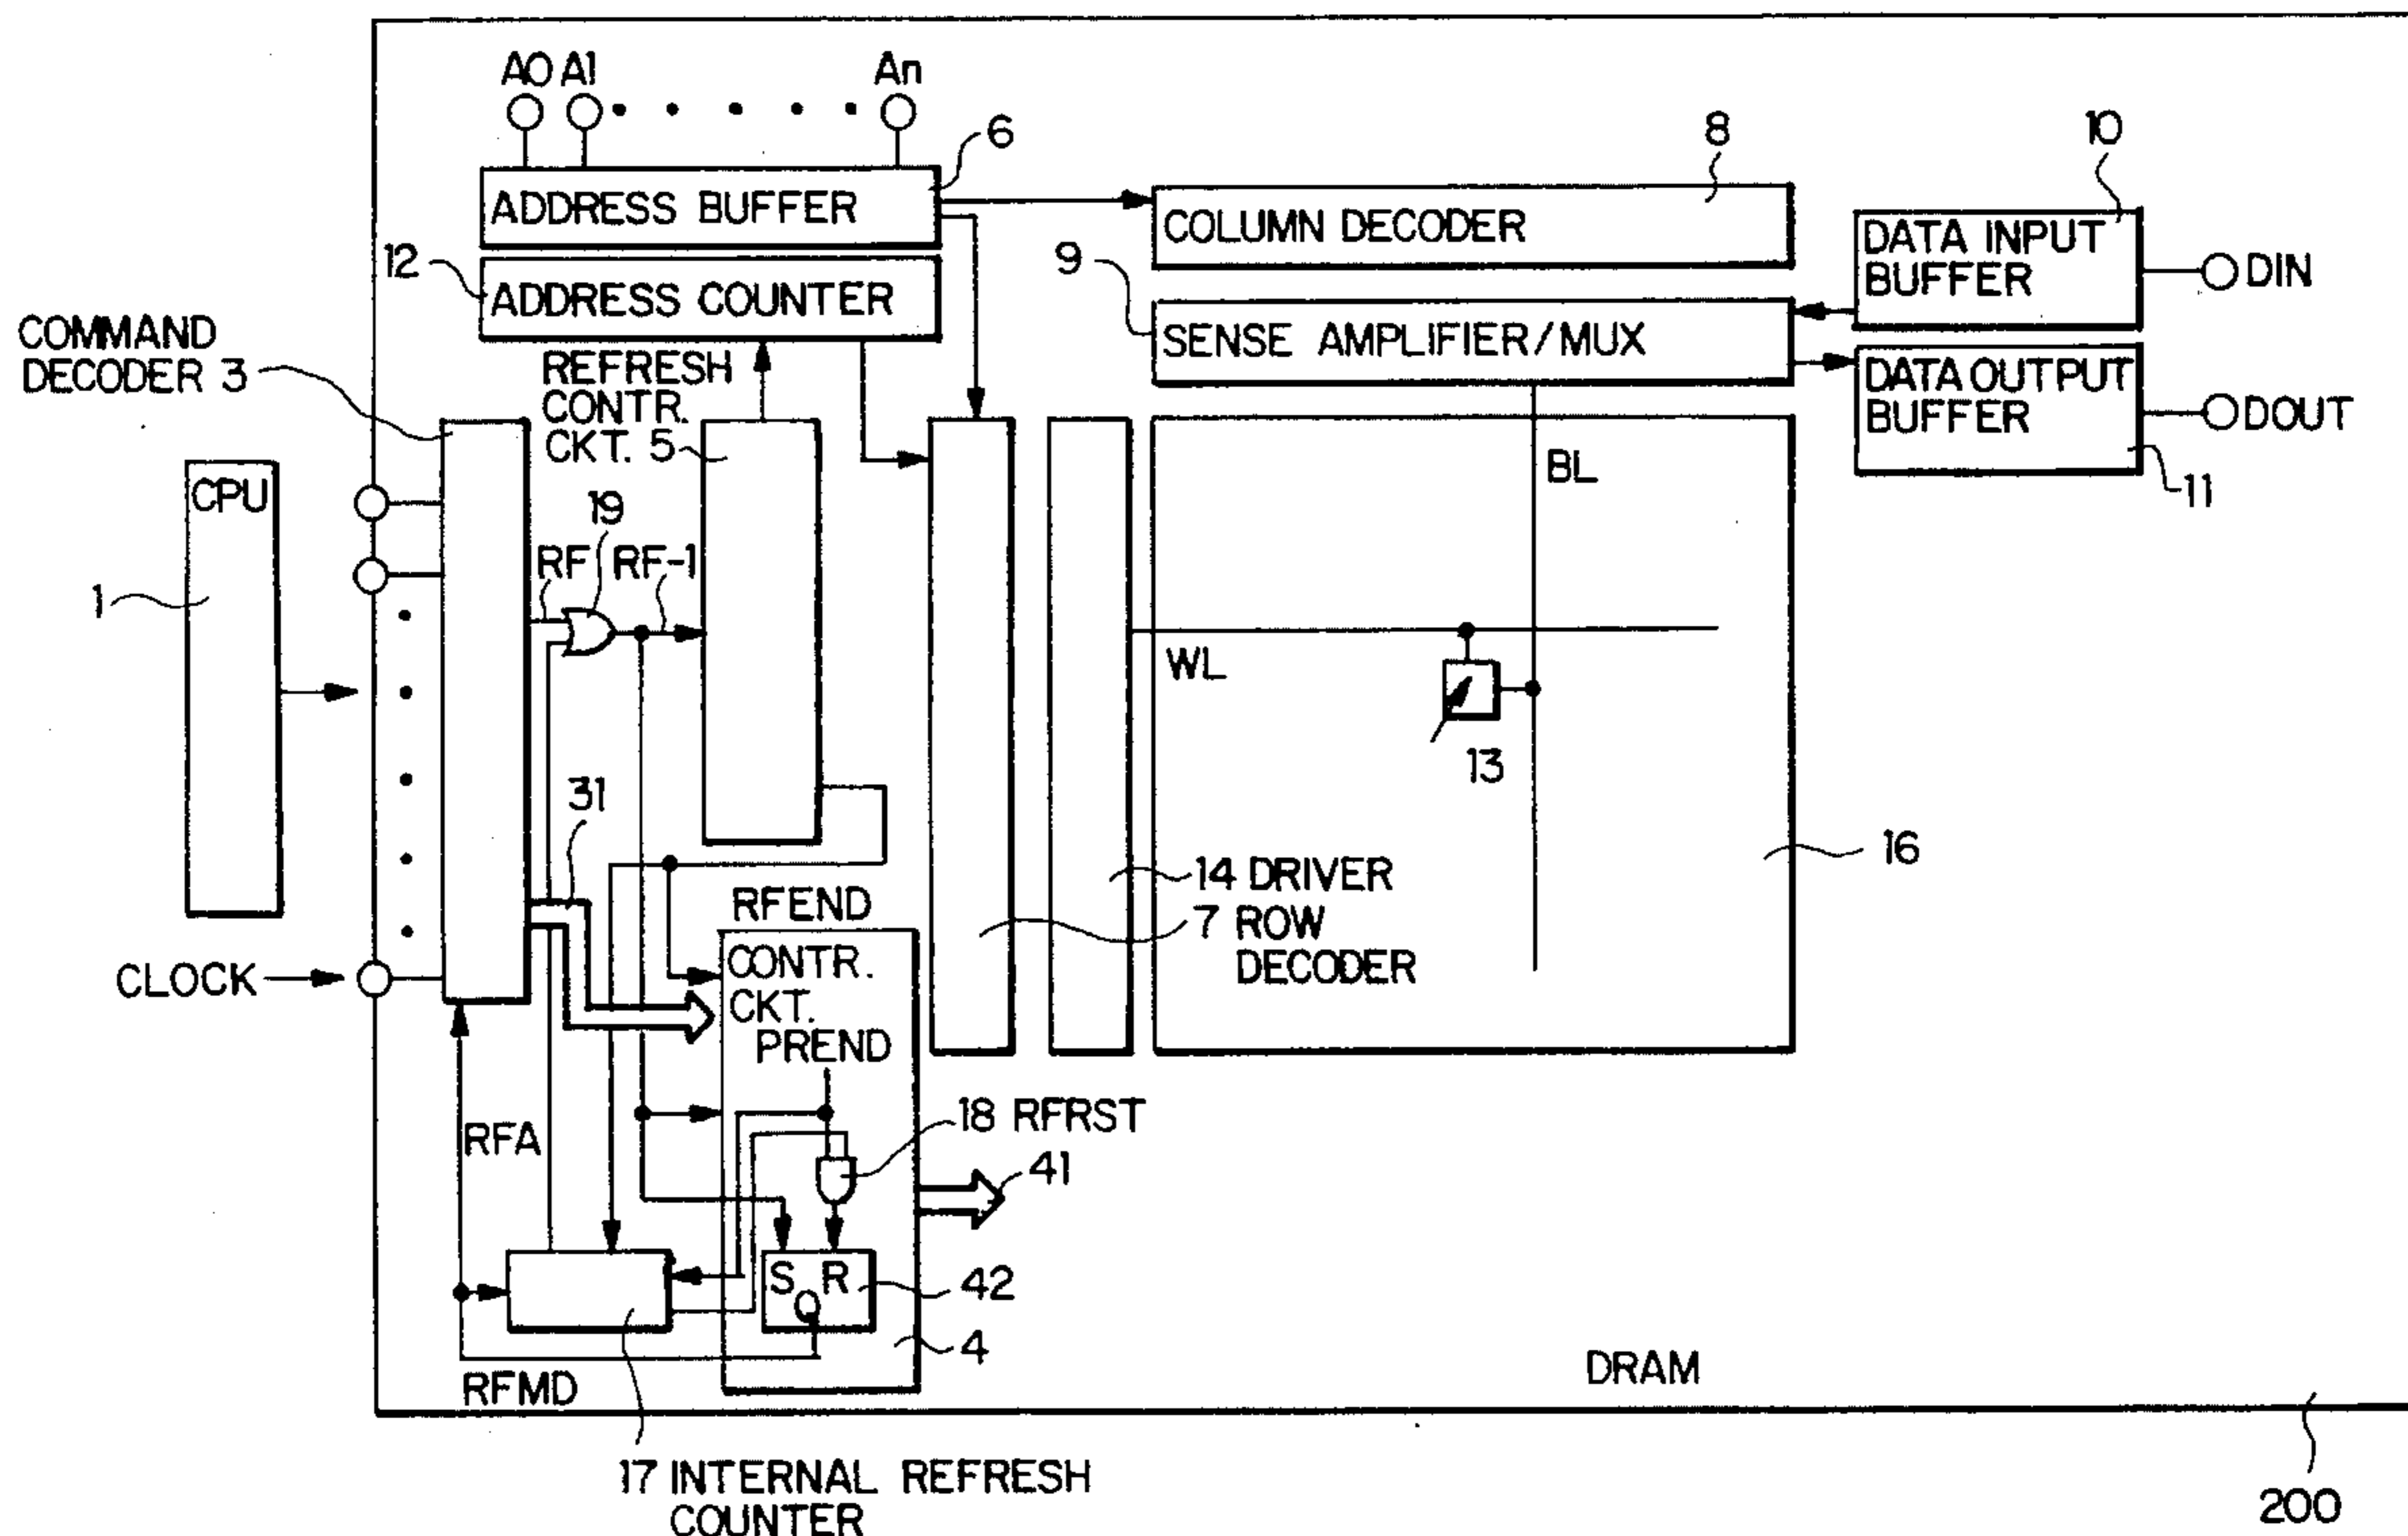 A0 A1 An
6
ADDRESS BUFFER
8
COLUMN DECODER
10
DATA INPUT
BUFFER
DIN
12
ADDRESS COUNTER
9
SENSE AMPLIFIER/MUX
COMMAND
DECODER 3
REFRESH
CONTR.
CKT. 5
DATA OUTPUT
BUFFER
DOUT
11
CPU
1
19
RF RF-1
BL
WL
13
31
16
14 DRIVER
RFEND
7 ROW
DECODER
CLOCK
CONTR.
CKT.
PREND
18 RFRST
41
RFA
S R
Q
42
4
RFMD
DRAM
17 INTERNAL REFRESH
COUNTER
200